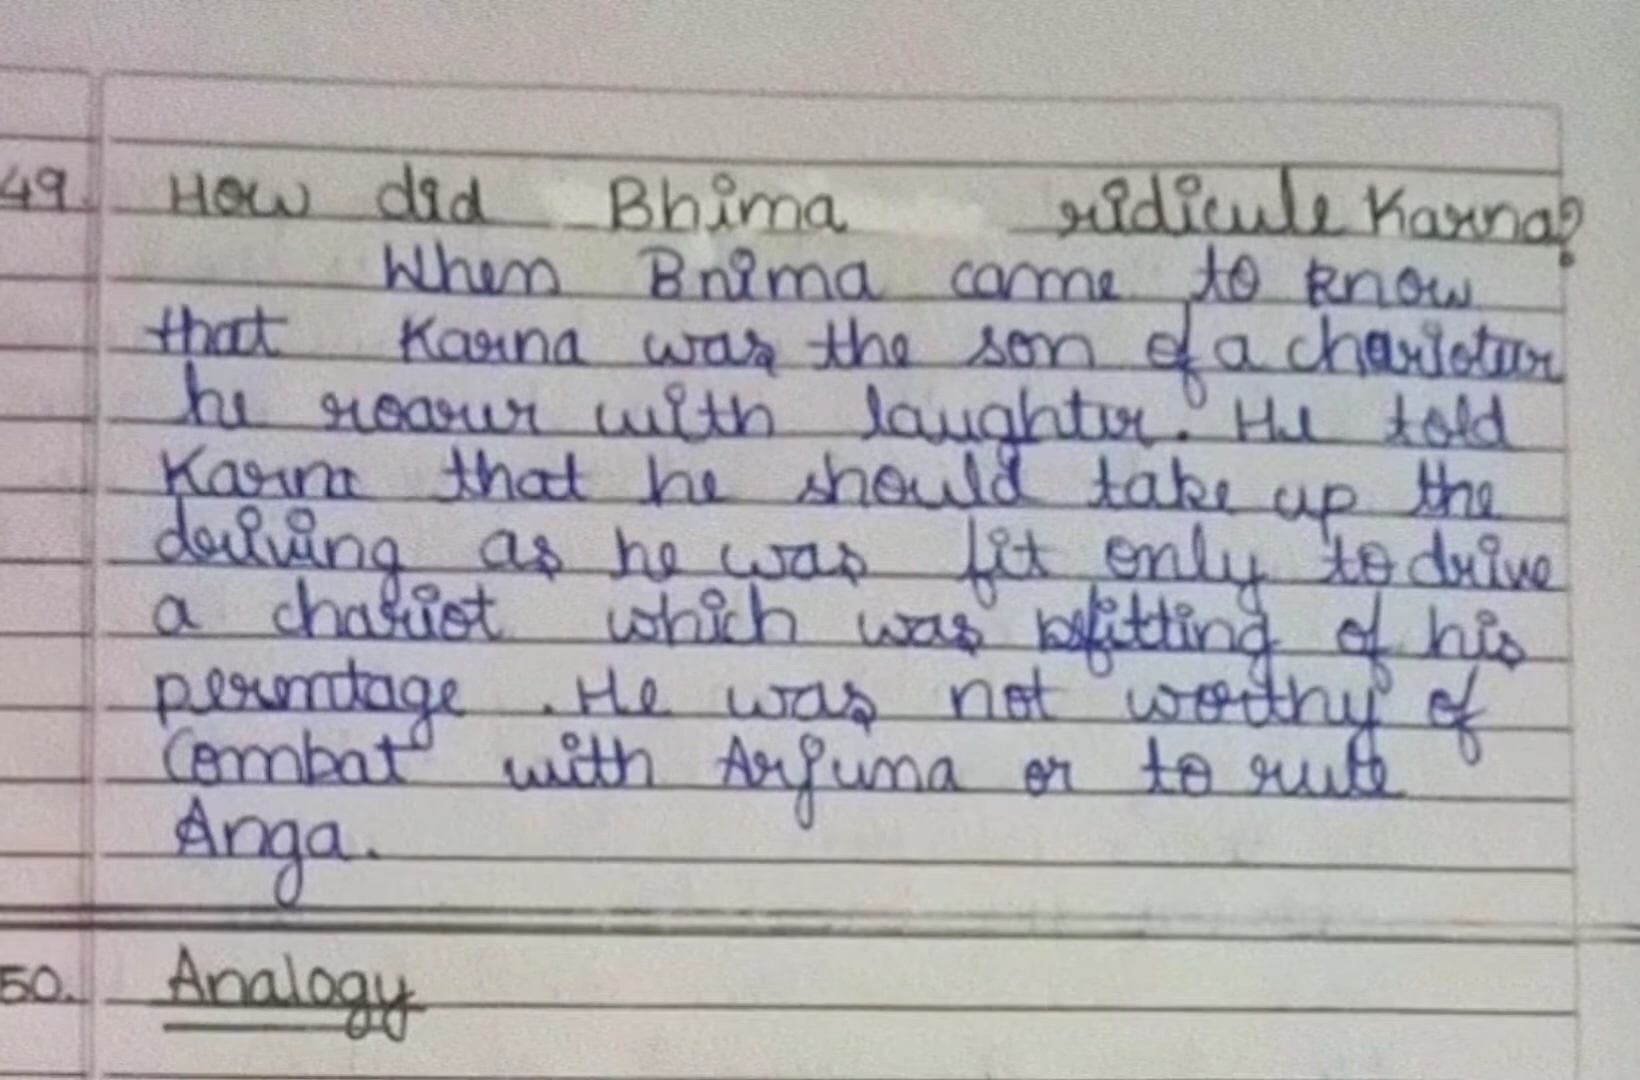 49. How did Bhima ridicule Karna?
When Bhima came to know
that Karna was the son of a charioteer
he roarer with laughter. He told
Karna that he should take up the
driving as he was fit only to drive
a chariot which was befitting of his
perentage. He was not worthy of
Combat with Arjuna or to rule
Anga.
50. Analogy